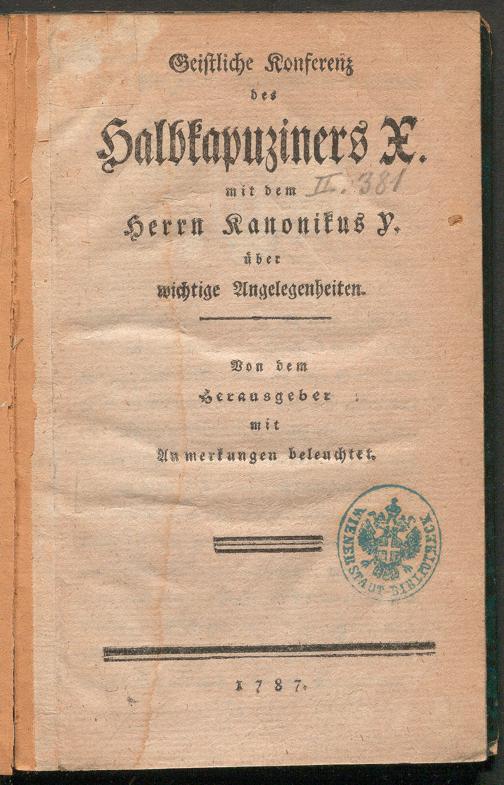 Geistliche Konferenz
des
Halbkapuziners X.
mit dem
II. 381
Herrn Kanonikus Y.
über
wichtige Angelegenheiten.
Von dem
Herausgeber
mit
Anmerkungen beleuchtet.
WIENER STADT BIBLIOTHECK
1787.